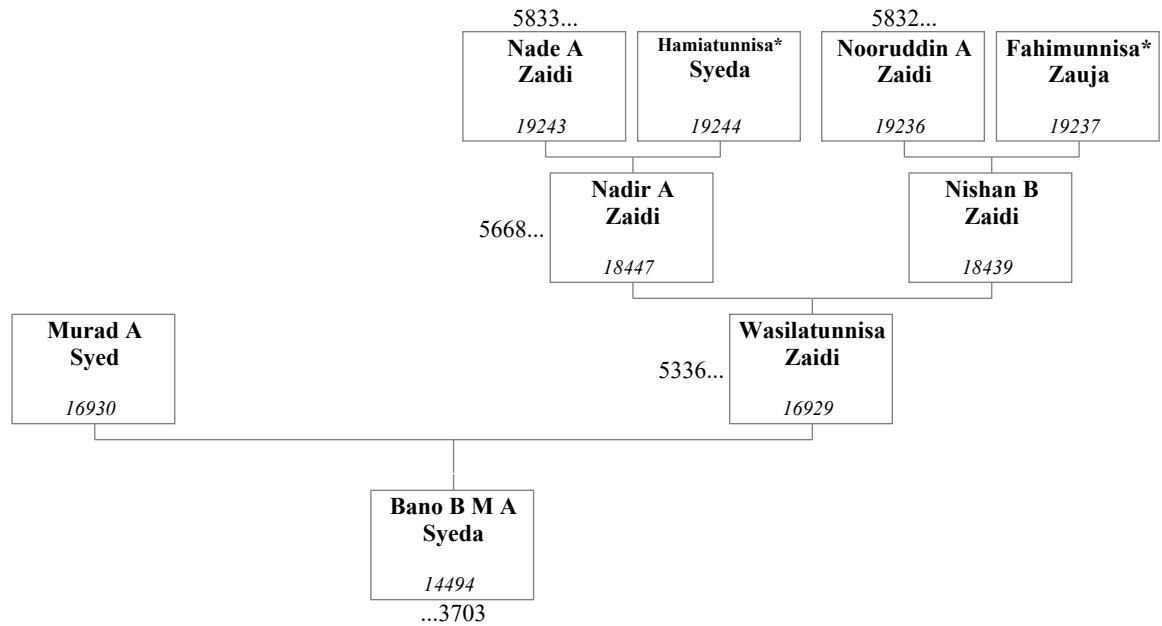 5833...
5832...
Nade A
Zaidi
19243
Hamiatunnisa*
Syeda
19244
Nooruddin A
Zaidi
19236
Fahimunnisa*
Zauja
19237
5668...
Nadir A
Zaidi
18447
Nishan B
Zaidi
18439
Murad A
Syed
16930
5336...
Wasilatunnisa
Zaidi
16929
Bano B M A
Syeda
14494
...3703